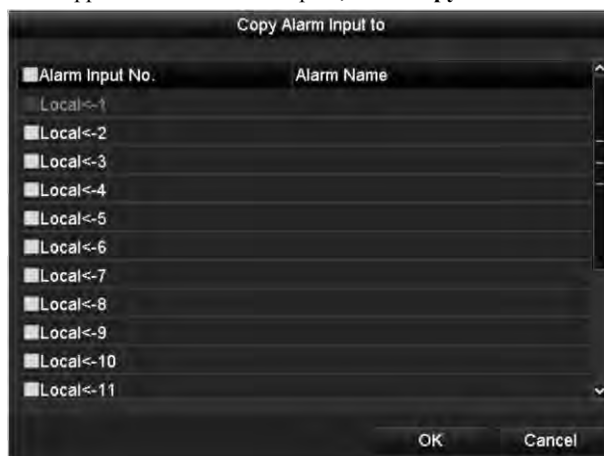 Copy Alarm Input to
Alarm Input No. Alarm Name
Local<-1
Local<-2
Local<-3
Local<-4
Local<-5
Local<-6
Local<-7
Local<-8
Local<-9
Local<-10
Local<-11
OK Cancel